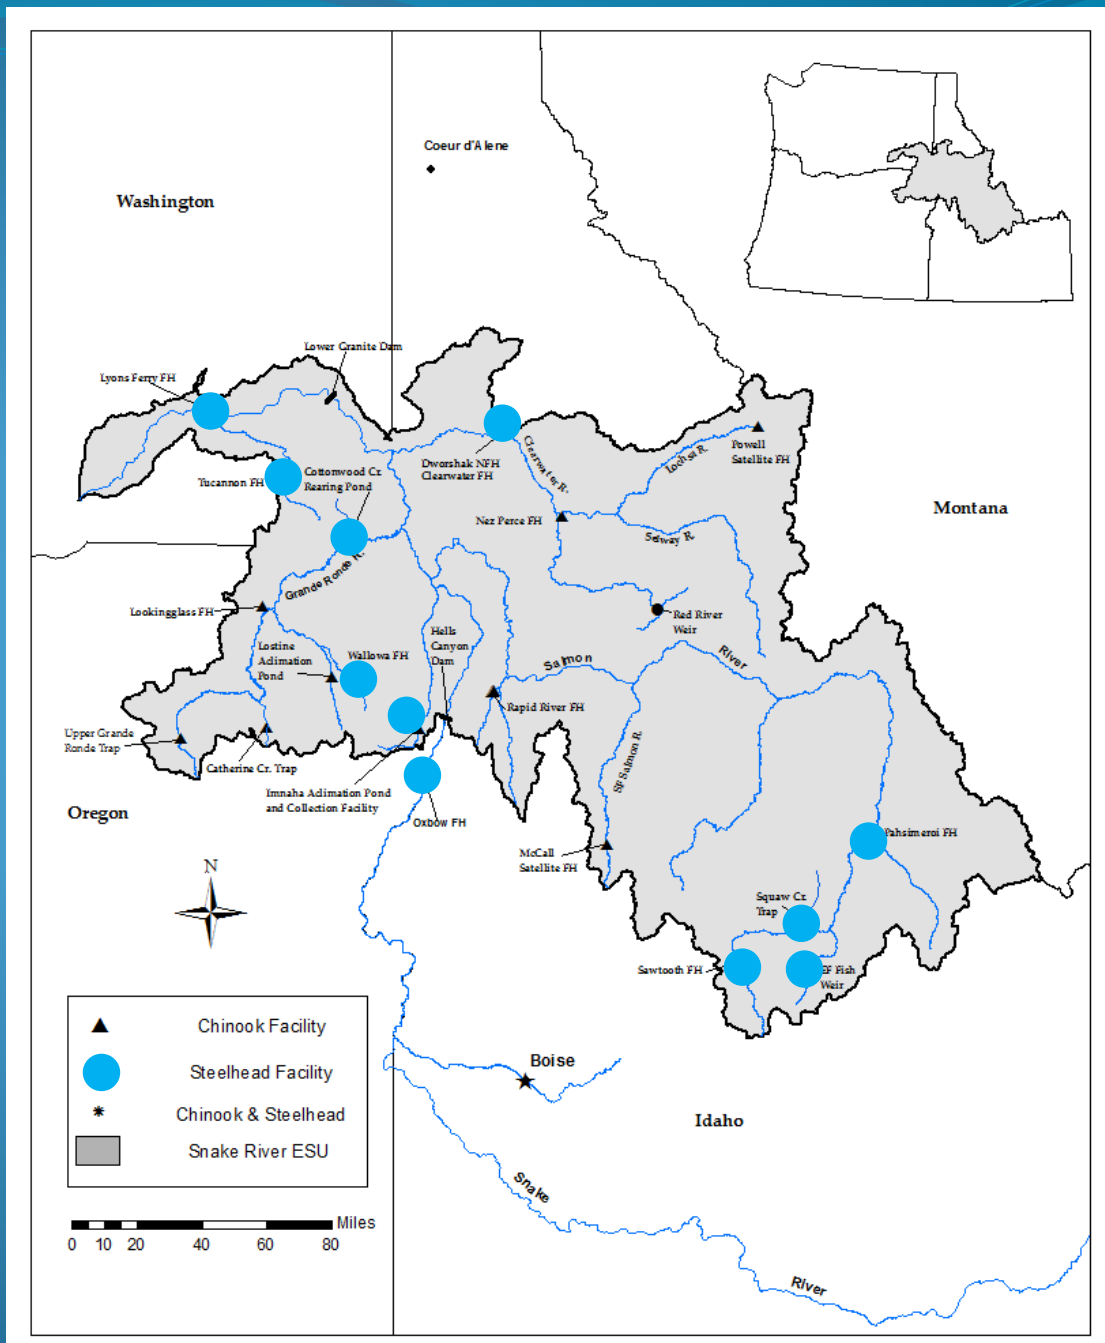 Coeur d'Alene
Washington
Lower Granite Dam
Lyons Ferry FH
Powell
Satellite FH
Lochsa R.
Clearwater R.
Dworshak NFH
Clearwater FH
Cottonwood Cr.
Rearing Pond
Tucannon FH
Montana
Nez Perce FH
Selway R.
Grande Ronde R.
Lookingglass FH
Red River
Weir
Hells
Canyon
Dam
Lostine
Aclimation
Pond
Wallowa FH
Salmon
River
Rapid River FH
Upper Grande
Ronde Trap
Catherine Cr. Trap
SF Salmon R.
Imnaha Aclimation Pond
and Collection Facility
Oregon
Oxbow FH
Pahsimeroi FH
McCall
Satellite FH
N
Squaw Cr.
Trap
Sawtooth FH
EF Fish
Weir
Chinook Facility
Steelhead Facility
Chinook & Steelhead
Snake River ESU
Boise
Idaho
Snake
River
Miles
0 10 20 40 60 80